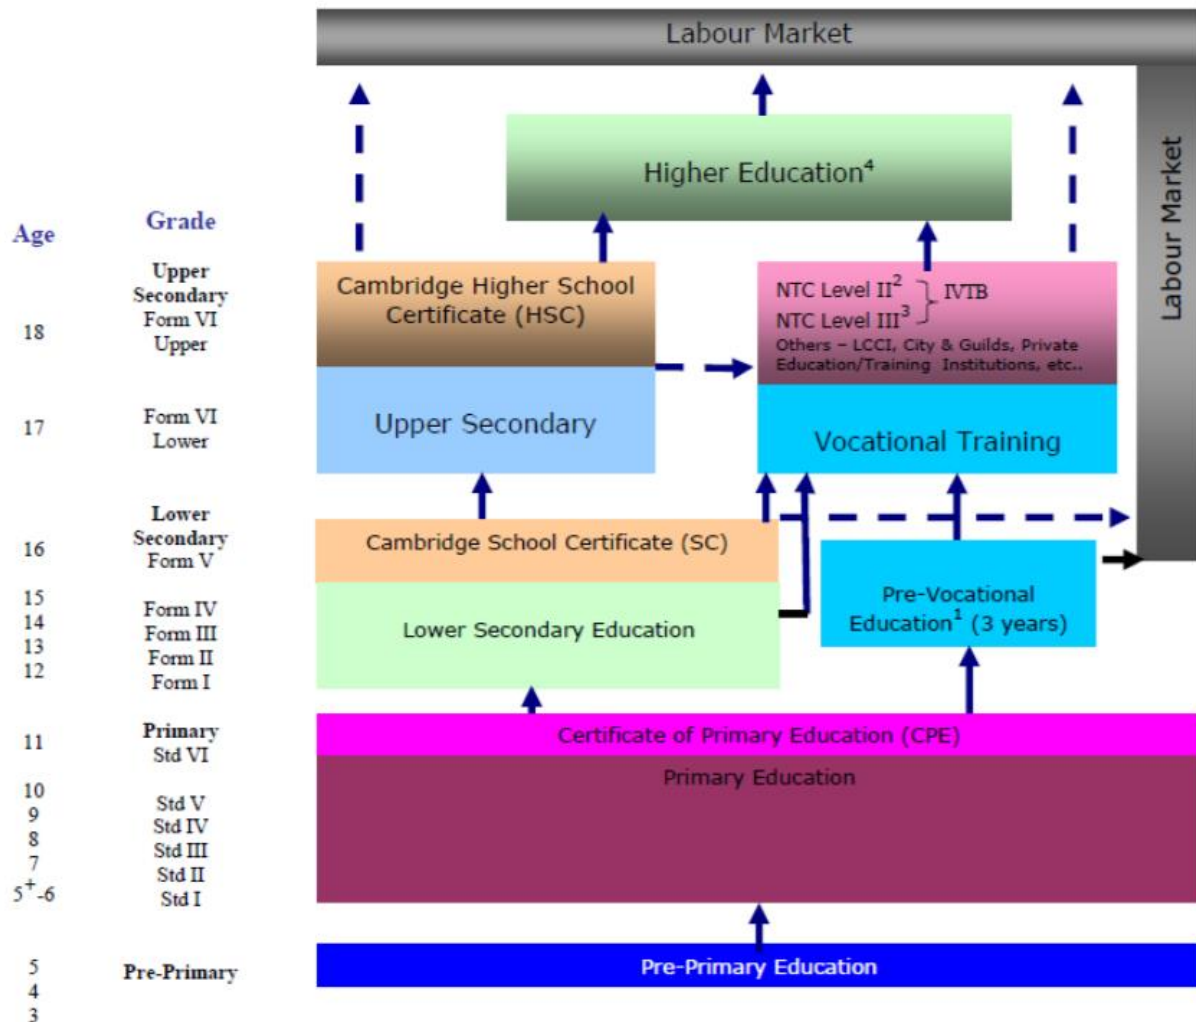 Labour Market
Labour Market
Higher Education⁴
Age
Grade
Upper
Secondary
Form VI
Upper
18
Cambridge Higher School
Certificate (HSC)
NTC Level II²
NTC Level III³
IVTB
Others – LCCI, City & Guilds, Private
Education/Training Institutions, etc..
17
Form VI
Lower
Upper Secondary
Vocational Training
Lower
Secondary
Form V
16
Cambridge School Certificate (SC)
15
14
13
12
Form IV
Form III
Form II
Form I
Lower Secondary Education
Pre-Vocational
Education¹ (3 years)
Primary
Std VI
11
Certificate of Primary Education (CPE)
Primary Education
10
9
8
7
5⁺-6
Std V
Std IV
Std III
Std II
Std I
5
4
3
Pre-Primary
Pre-Primary Education